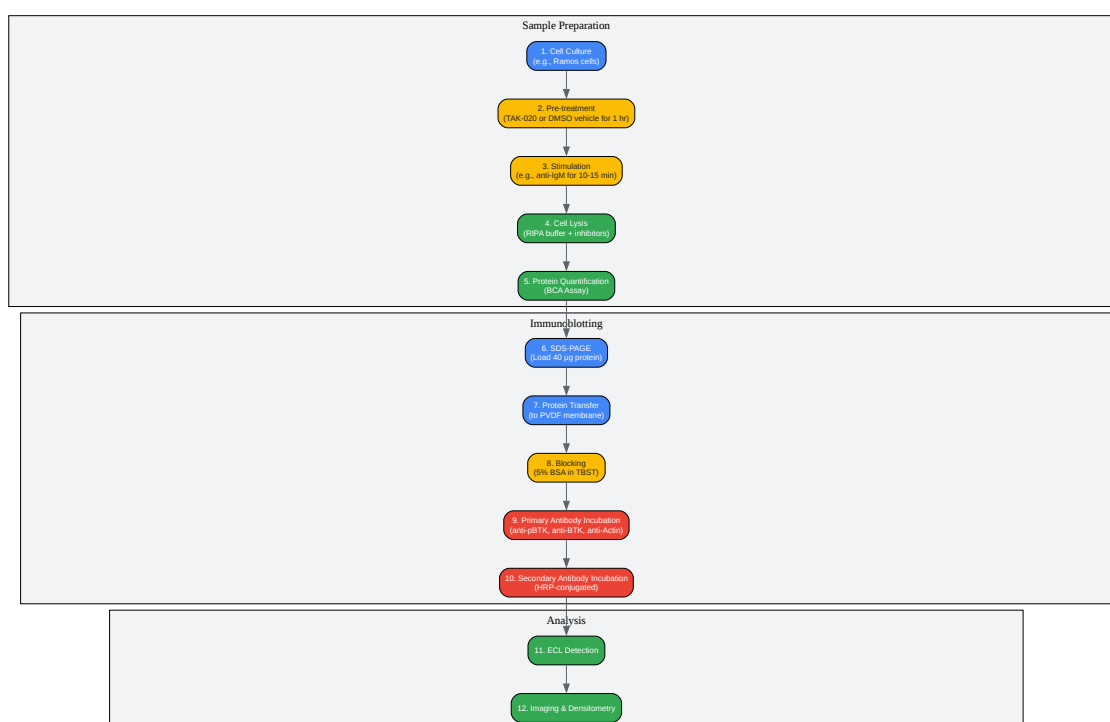 Sample Preparation
1. Cell Culture
(e.g., Ramos cells)
2. Pre-treatment
(TAK-020 or DMSO vehicle for 1 hr)
3. Stimulation
(e.g., anti-IgM for 10-15 min)
4. Cell Lysis
(RIPA buffer + inhibitors)
5. Protein Quantification
(BCA Assay)
Immunoblotting
6. SDS-PAGE
(Load 40 µg protein)
7. Protein Transfer
(to PVDF membrane)
8. Blocking
(5% BSA in TBST)
9. Primary Antibody Incubation
(anti-pBTK, anti-BTK, anti-Actin)
10. Secondary Antibody Incubation
(HRP-conjugated)
Analysis
11. ECL Detection
12. Imaging & Densitometry